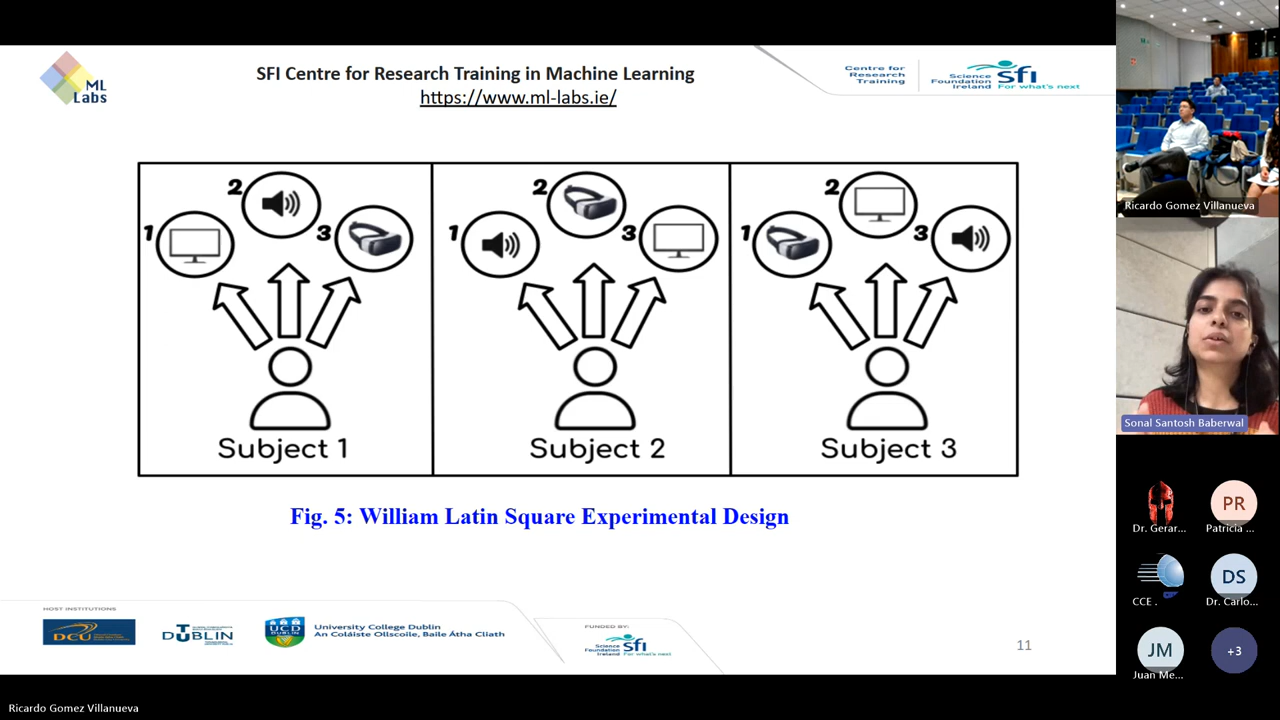 ML
Labs
SFI Centre for Research Training in Machine Learning
https://www.ml-labs.ie/
Centre for
Research
Training
Science
Foundation
Ireland
sfi
For what's next
1
2
3
Subject 1
1
2
3
Subject 2
1
2
3
Subject 3
Fig. 5: William Latin Square Experimental Design
HOST INSTITUTIONS
DCU
DUBLIN
UCD
DUBLIN
University College Dublin
An Coláiste Ollscoile, Baile Átha Cliath
FUNDED BY:
Science
Foundation
Ireland
sfi
For what's next
11
Ricardo Gomez Villanueva
Sonal Santosh Baberwal
Dr. Gerar...
PR
Patricia ...
CCE .
DS
Dr. Carlo...
JM
Juan Me...
+3
Ricardo Gomez Villanueva